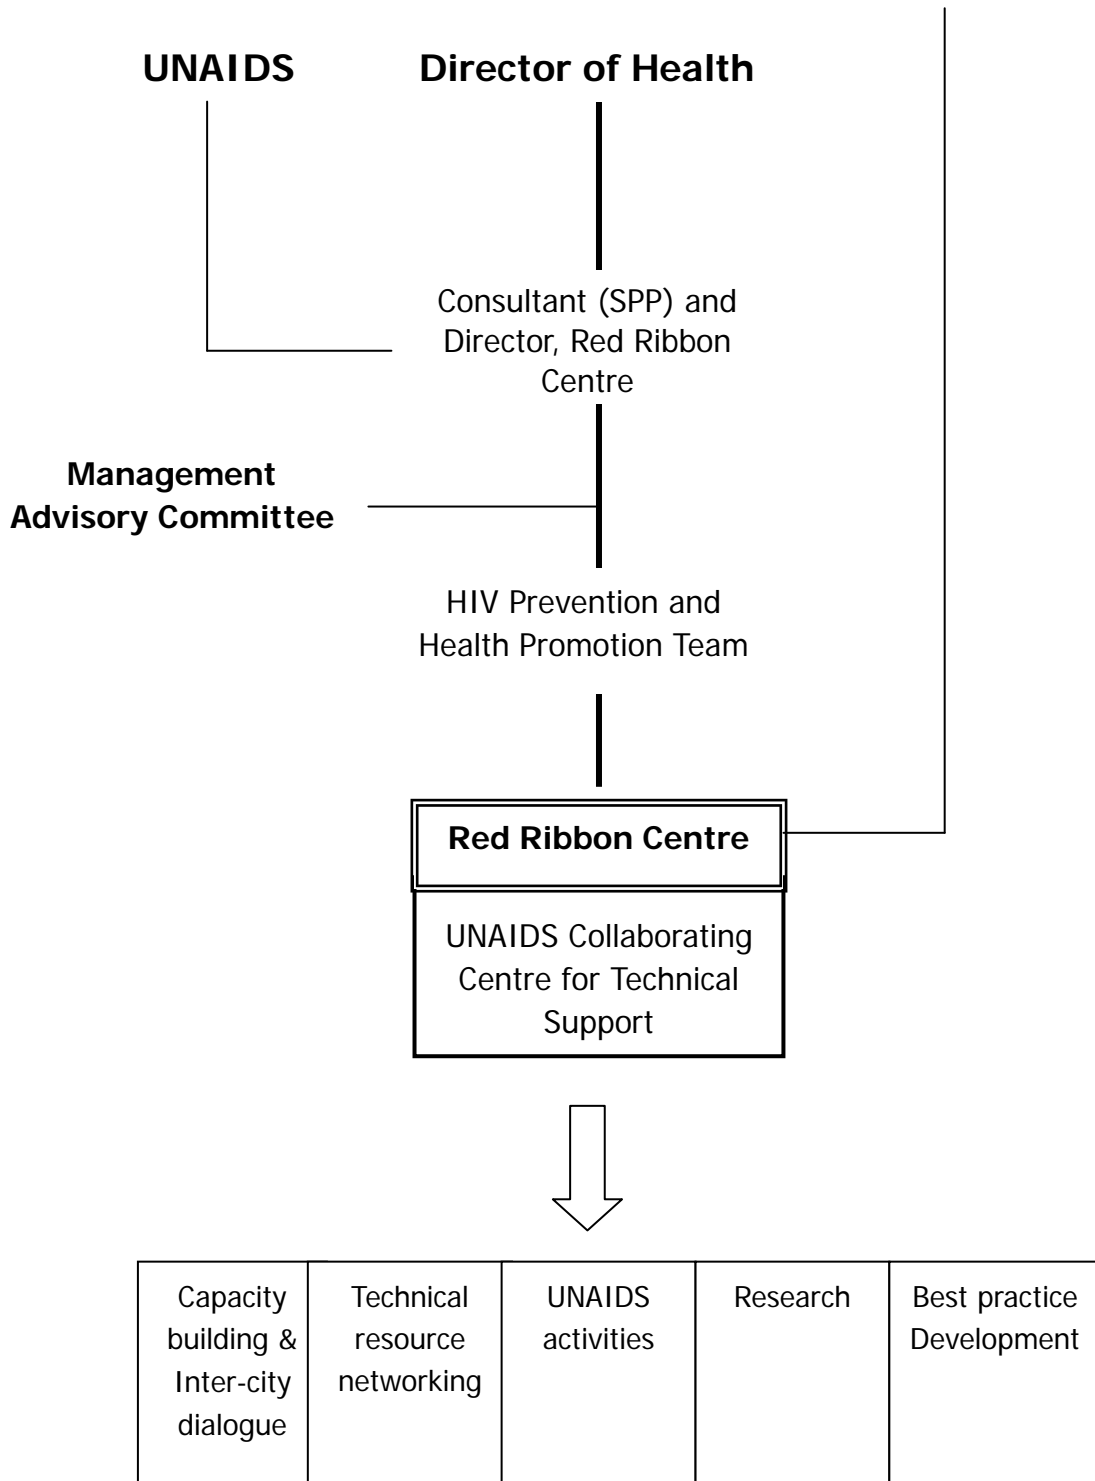 UNAIDS
Director of Health
Consultant (SPP) and
Director, Red Ribbon
Centre
Management
Advisory Committee
HIV Prevention and
Health Promotion Team
Red Ribbon Centre
UNAIDS Collaborating
Centre for Technical
Support
Capacity
building &
Inter-city
dialogue
Technical
resource
networking
UNAIDS
activities
Research
Best practice
Development